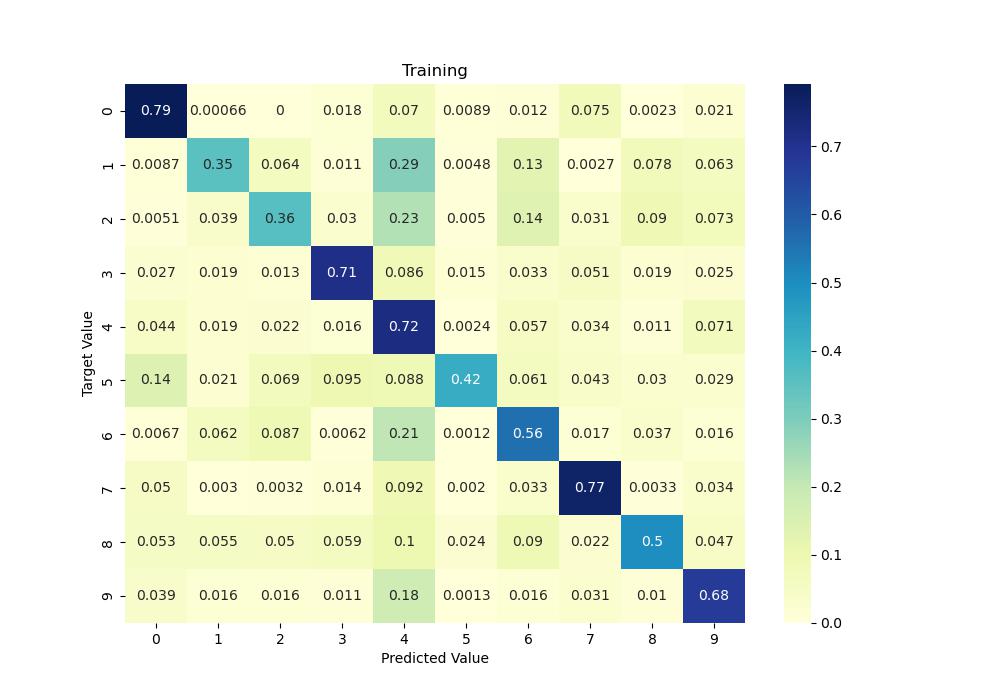 Training
0 0.79 0.00066 0 0.018 0.07 0.0089 0.012 0.075 0.0023 0.021
1 0.0087 0.35 0.064 0.011 0.29 0.0048 0.13 0.0027 0.078 0.063
2 0.0051 0.039 0.36 0.03 0.23 0.005 0.14 0.031 0.09 0.073
3 0.027 0.019 0.013 0.71 0.086 0.015 0.033 0.051 0.019 0.025
4 0.044 0.019 0.022 0.016 0.72 0.0024 0.057 0.034 0.011 0.071
5 0.14 0.021 0.069 0.095 0.088 0.42 0.061 0.043 0.03 0.029
6 0.0067 0.062 0.087 0.0062 0.21 0.0012 0.56 0.017 0.037 0.016
7 0.05 0.003 0.0032 0.014 0.092 0.002 0.033 0.77 0.0033 0.034
8 0.053 0.055 0.05 0.059 0.1 0.024 0.09 0.022 0.5 0.047
9 0.039 0.016 0.016 0.011 0.18 0.0013 0.016 0.031 0.01 0.68
0 1 2 3 4 5 6 7 8 9
Predicted Value
Target Value
0.7
0.6
0.5
0.4
0.3
0.2
0.1
0.0